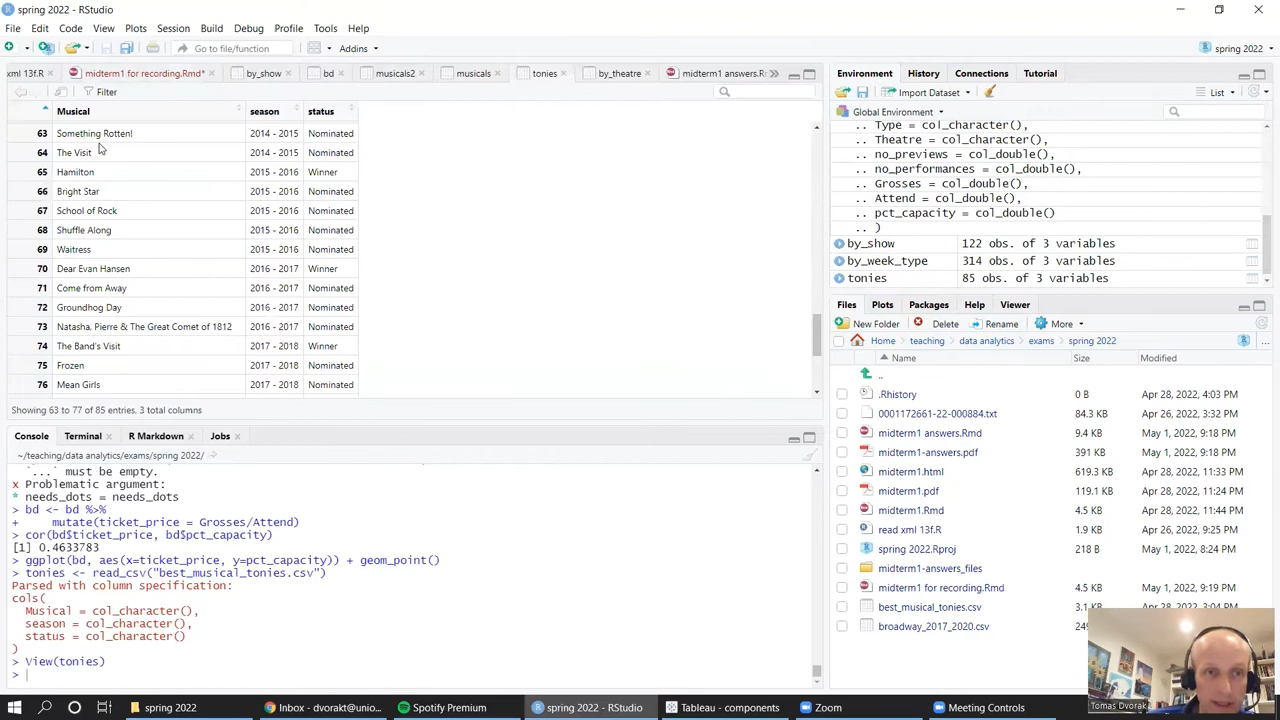 spring 2022 - RStudio
File Edit Code View Plots Session Build Debug Profile Tools Help
Go to file/function Addins spring 2022
xml 13f.R midterm1 for recording.Rmd* by_show bd musicals2 musicals tonies by_theatre midterm1 answers.R
Filter
Musical season status
63 Something Rotten! 2014 - 2015 Nominated
64 The Visit 2014 - 2015 Nominated
65 Hamilton 2015 - 2016 Winner
66 Bright Star 2015 - 2016 Nominated
67 School of Rock 2015 - 2016 Nominated
68 Shuffle Along 2015 - 2016 Nominated
69 Waitress 2015 - 2016 Nominated
70 Dear Evan Hansen 2016 - 2017 Winner
71 Come from Away 2016 - 2017 Nominated
72 Groundhog Day 2016 - 2017 Nominated
73 Natasha, Pierre & The Great Comet of 1812 2016 - 2017 Nominated
74 The Band's Visit 2017 - 2018 Winner
75 Frozen 2017 - 2018 Nominated
76 Mean Girls 2017 - 2018 Nominated
Showing 63 to 77 of 85 entries, 3 total columns
Console Terminal R Markdown Jobs
~/teaching/data analytics/exams/spring 2022/
`...` must be empty.
x Problematic argument:
* needs_dots = needs_dots
> bd <- bd %>%
+ mutate(ticket_price = Grosses/Attend)
> cor(bd$ticket_price, bd$pct_capacity)
[1] 0.4633783
> ggplot(bd, aes(x=ticket_price, y=pct_capacity)) + geom_point()
> tonies <- read_csv("best_musical_tonies.csv")
Parsed with column specification:
cols(
Musical = col_character(),
season = col_character(),
status = col_character()
)
> View(tonies)
>
Environment History Connections Tutorial
Import Dataset List
Global Environment
.. Type = col_character(),
.. Theatre = col_character(),
.. no_previews = col_double(),
.. no_performances = col_double(),
.. Grosses = col_double(),
.. Attend = col_double(),
.. pct_capacity = col_double()
.. )
by_show 122 obs. of 3 variables
by_week_type 314 obs. of 3 variables
tonies 85 obs. of 3 variables
Files Plots Packages Help Viewer
New Folder Delete Rename More
Home teaching data analytics exams spring 2022 ...
Name Size Modified
..
.Rhistory 0 B Apr 28, 2022, 4:03 PM
0001172661-22-000884.txt 84.3 KB Apr 26, 2022, 3:32 PM
midterm1 answers.Rmd 9.4 KB May 1, 2022, 9:18 PM
midterm1-answers.pdf 391 KB May 1, 2022, 9:18 PM
midterm1.html 619.3 KB Apr 28, 2022, 11:33 PM
midterm1.pdf 119.1 KB Apr 28, 2022, 11:24 PM
midterm1.Rmd 4.5 KB Apr 28, 2022, 11:44 PM
read xml 13f.R 1.9 KB Apr 26, 2022, 9:25 PM
spring 2022.Rproj 218 B May 1, 2022, 8:24 PM
midterm1-answers_files
midterm1 for recording.Rmd 4.5 KB May 1, 2022, 9:19 PM
best_musical_tonies.csv 3.1 K Apr 28, 2022, 3:04 PM
broadway_2017_2020.csv
Tomas Dvorak
spring 2022 Inbox - dvorakt@unio... Spotify Premium spring 2022 - RStudio Tableau - components Zoom Meeting Controls